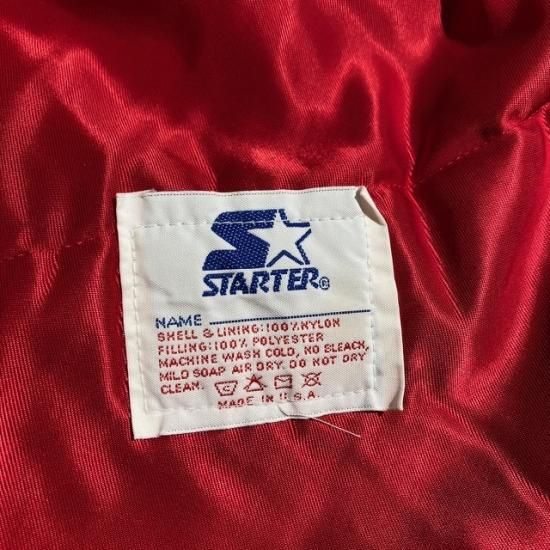 STARTER®
NAME
SHELL & LINING:100% NYLON
FILLING:100% POLYESTER
MACHINE WASH COLD, NO BLEACH,
MILD SOAP AIR DRY. DO NOT DRY
CLEAN.
MADE IN U.S.A.